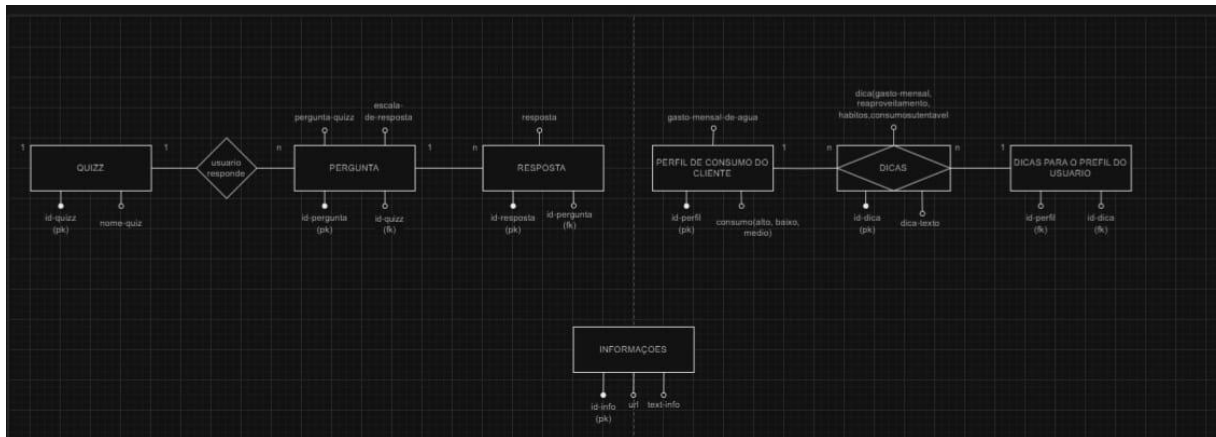 dica(gasto-mensal,
reaproveitamento,
habitos,consumosutentavel
escala-
de-resposta
pergunta-quizz
resposta
gasto-mensal-de-agua
1
1
n
1
n
1
n
n
1
QUIZZ
usuario
responde
PERGUNTA
RESPOSTA
PERFIL DE CONSUMO DO
CLIENTE
DICAS
DICAS PARA O PREFIL DO
USUARIO
id-quizz
(pk)
nome-quiz
id-pergunta
(pk)
id-quizz
(fk)
id-resposta
(pk)
id-pergunta
(fk)
id-perfil
(pk)
consumo(alto, baixo,
medio)
id-dica
(pk)
dica-texto
id-perfil
(fk)
id-dica
(fk)
INFORMAÇOES
id-info
(pk)
url
text-info